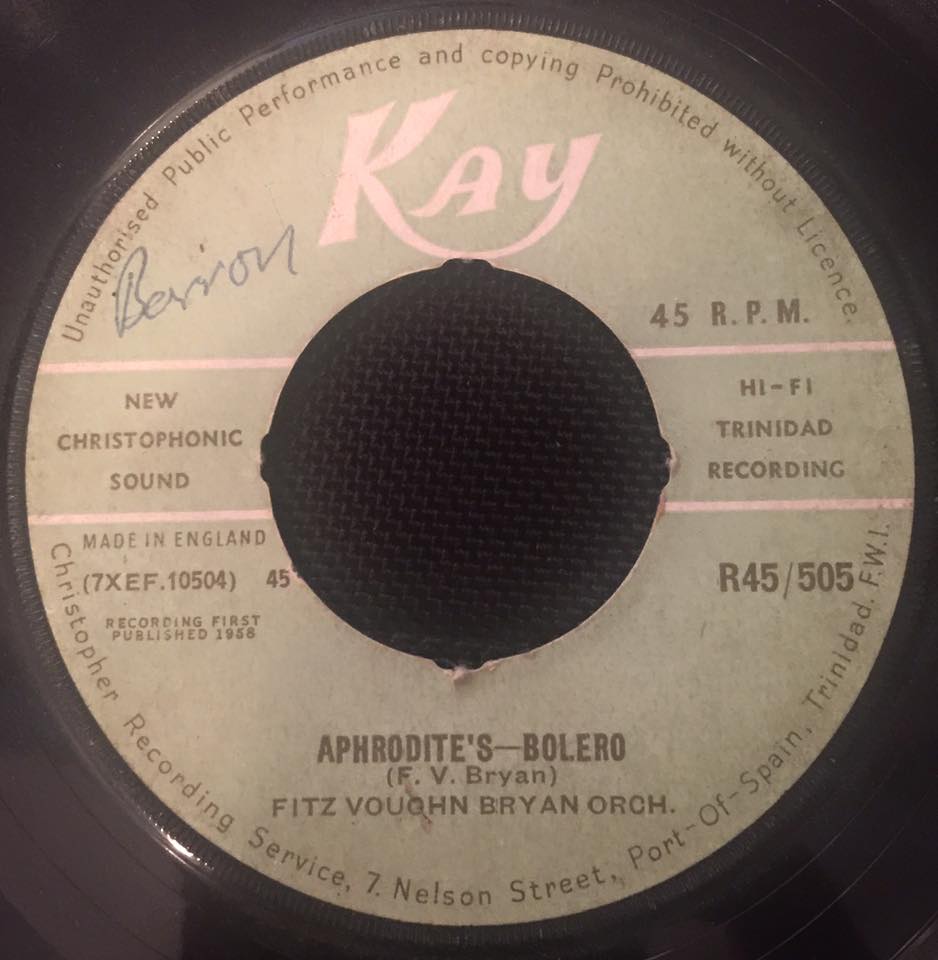 Unauthorised Public Performance and copying Prohibited without Licence.
KAY
45 R.P.M.
NEW
CHRISTOPHONIC
SOUND
HI-FI
TRINIDAD
RECORDING
MADE IN ENGLAND
(7XEF.10504) 45
RECORDING FIRST
PUBLISHED 1958
R45/505
APHRODITE'S—BOLERO
(F. V. Bryan)
FITZ VOUGHN BRYAN ORCH.
Christopher Recording Service, 7. Nelson Street, Port-Of-Spain, Trinidad. F.W.I.